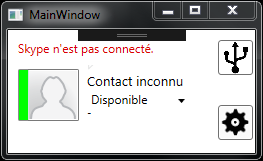 MainWindow
Skype n'est pas connecté.
Contact inconnu
Disponible
-